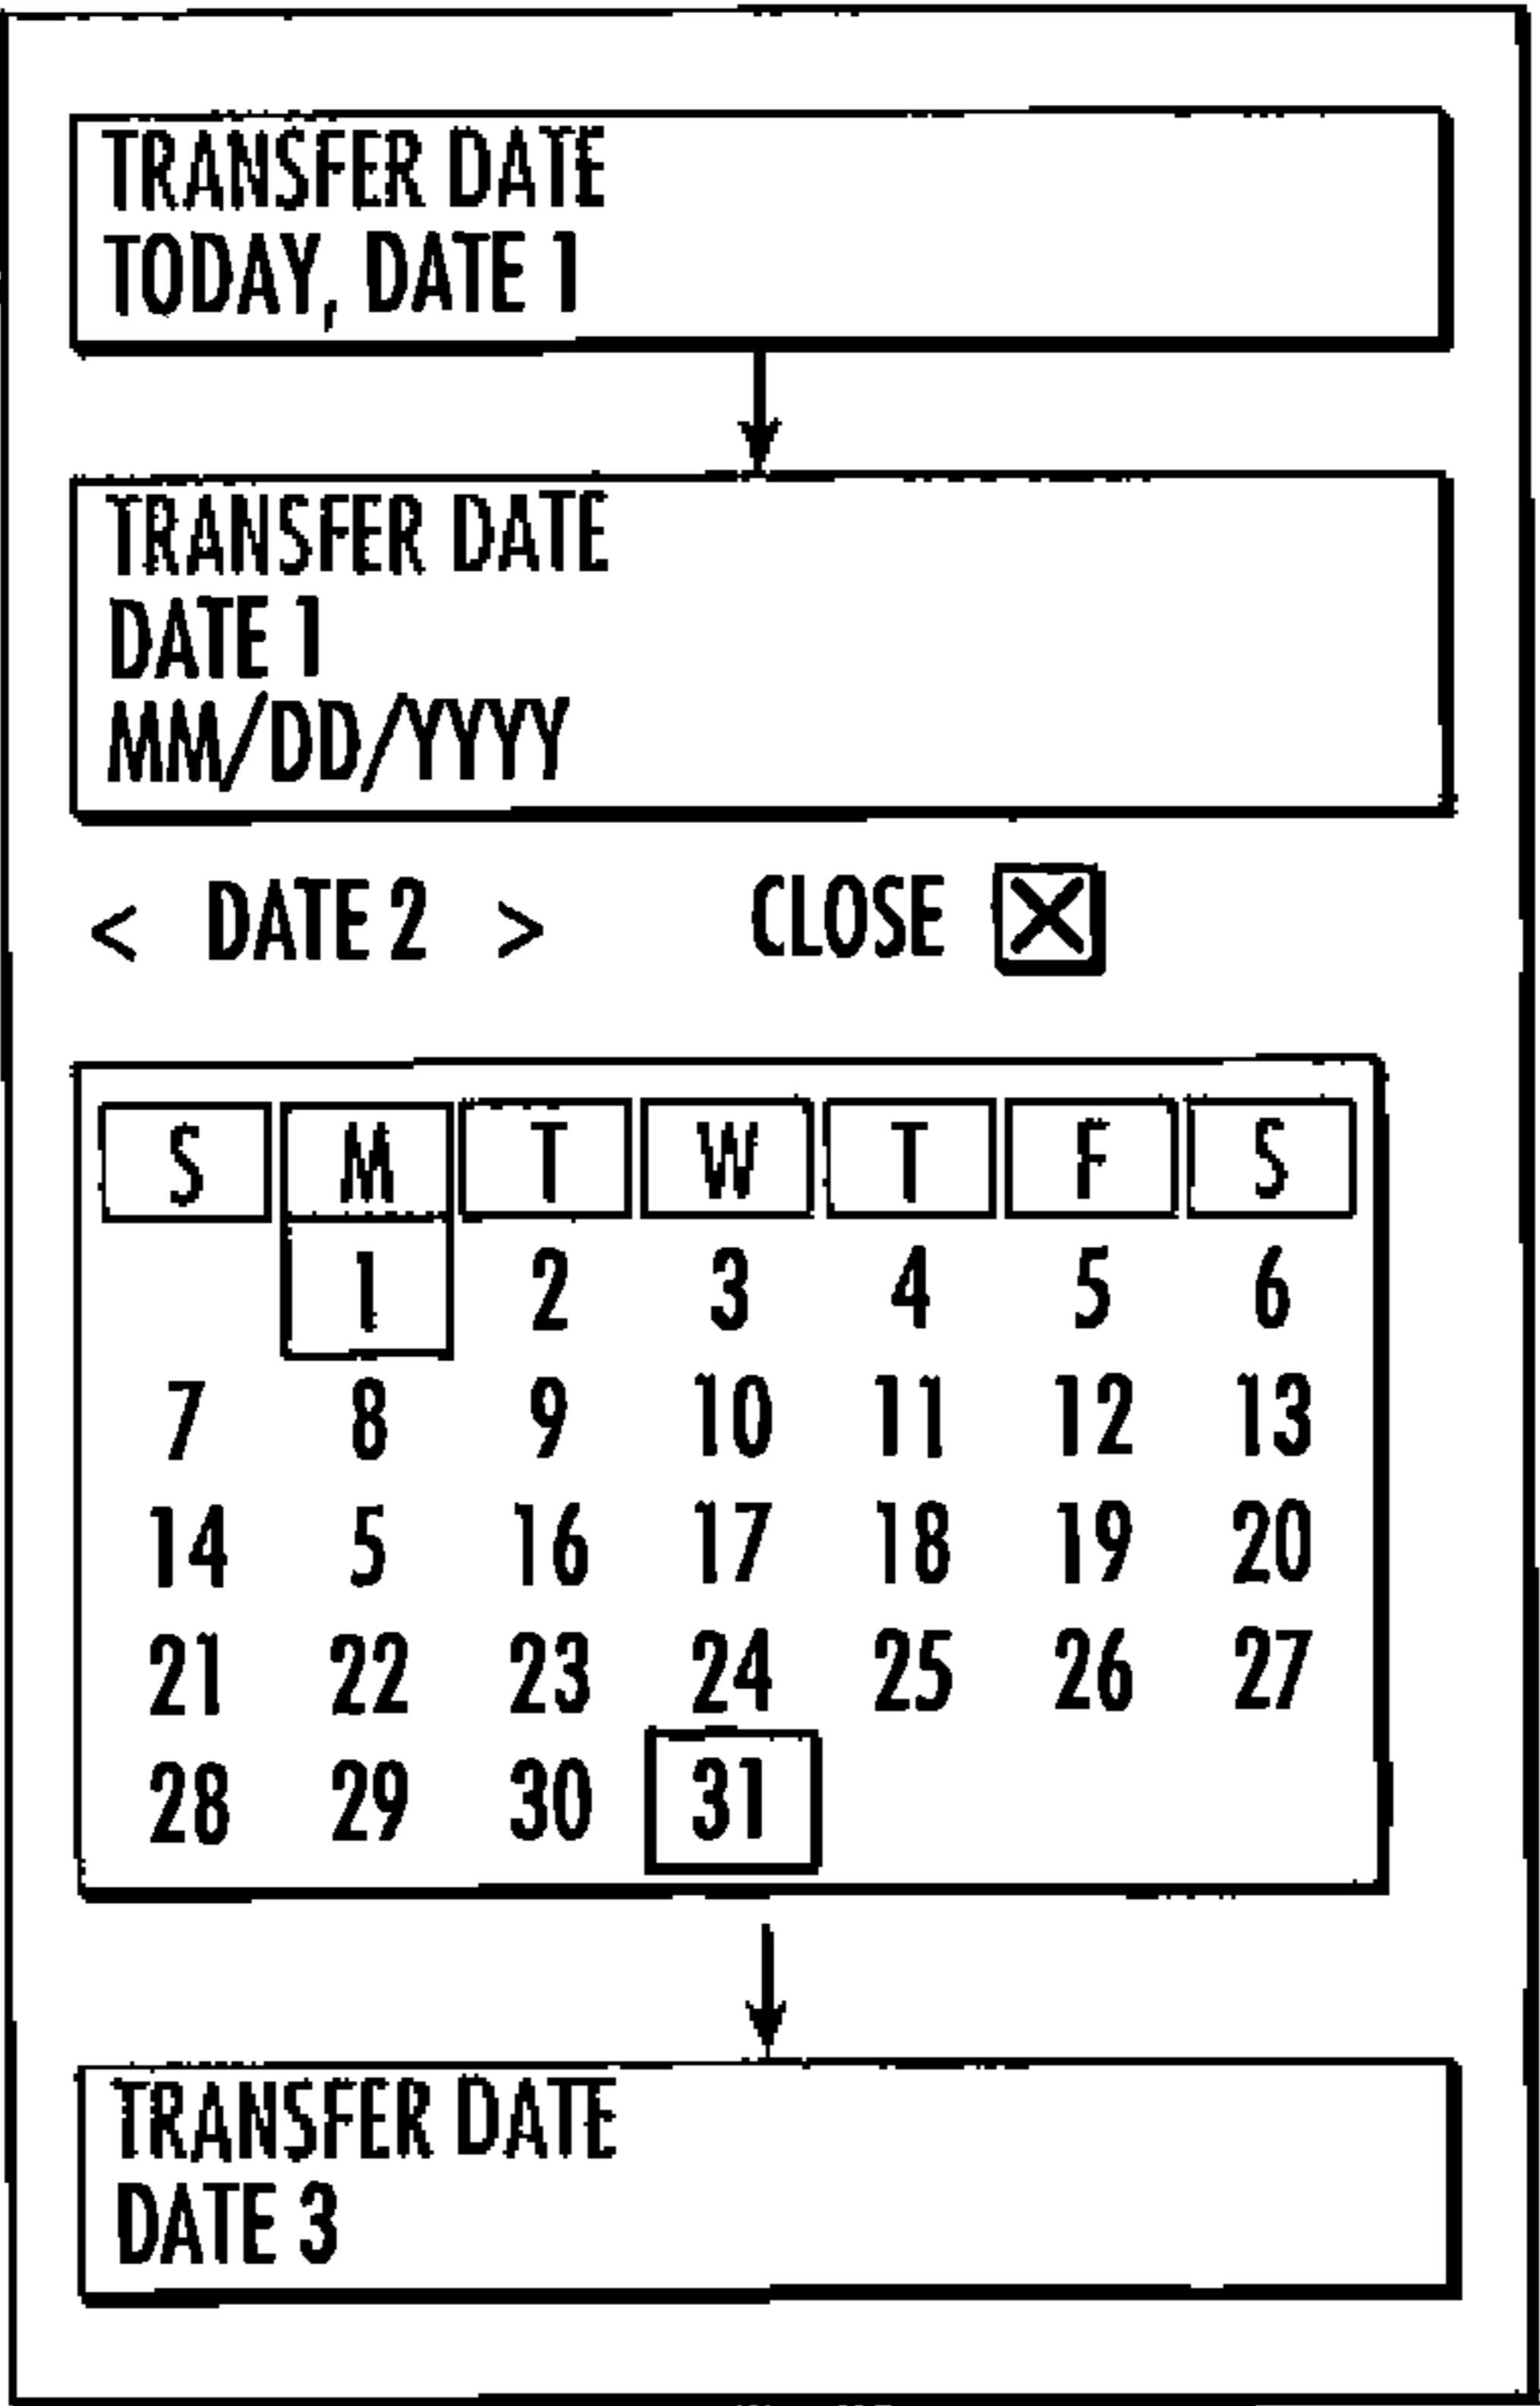 TRANSFER DATE
TODAY, DATE 1
TRANSFER DATE
DATE 1
MM/DD/YYYY
< DATE 2 > CLOSE X
S M T W T F S
1 2 3 4 5 6
7 8 9 10 11 12 13
14 5 16 17 18 19 20
21 22 23 24 25 26 27
28 29 30 31
TRANSFER DATE
DATE 3